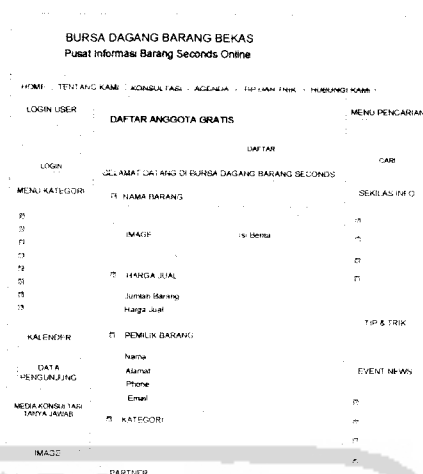 BURSA DAGANG BARANG BEKAS
Pusat Informasi Barang Seconds Online
HOME TENTANG KAMI KONSULTASI AGENDA TIP DAN TRIK HUBUNGI KAMI
LOGIN USER
LOGIN
MENU KATEGORI
KALENDER
DATA
PENGUNJUNG
MEDIA KONSULTASI
TANYA JAWAB
IMAGE
DAFTAR ANGGOTA GRATIS
DAFTAR
SELAMAT DATANG DI BURSA DAGANG BARANG SECONDS
NAMA BARANG
IMAGE
Isi Berita
HARGA JUAL
Jumlah Barang
Harga Jual
PEMILIK BARANG
Nama
Alamat
Phone
Email
KATEGORI
PARTNER
MENU PENCARIAN
CARI
SEKILAS INFO
TIP & TRIK
EVENT NEWS